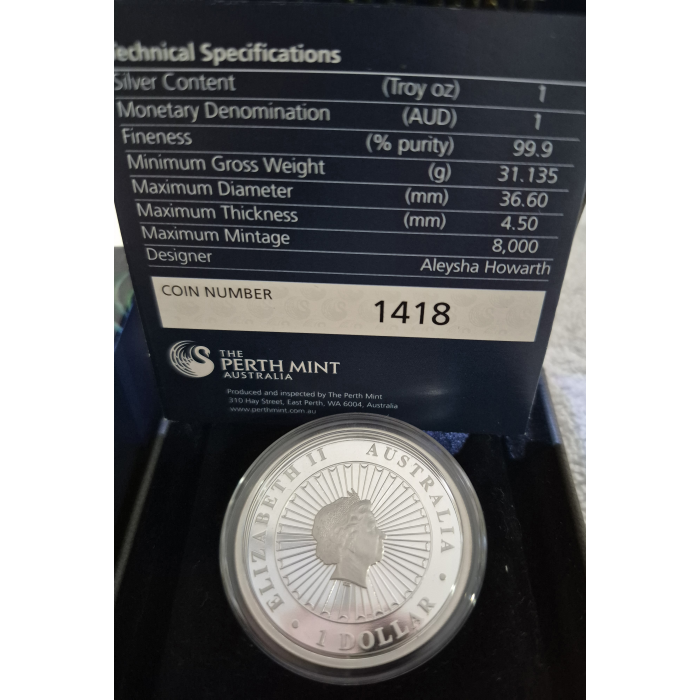 Technical Specifications
Silver Content (Troy oz) 1
Monetary Denomination (AUD) 1
Fineness (% purity) 99.9
Minimum Gross Weight (g) 31.135
Maximum Diameter (mm) 36.60
Maximum Thickness (mm) 4.50
Maximum Mintage 8,000
Designer Aleysha Howarth
COIN NUMBER 1418
THE
PERTH MINT
AUSTRALIA
Produced and inspected by The Perth Mint
310 Hay Street, East Perth, WA 6004, Australia
www.perthmint.com.au
ELIZABETH II AUSTRALIA
• 1 DOLLAR •